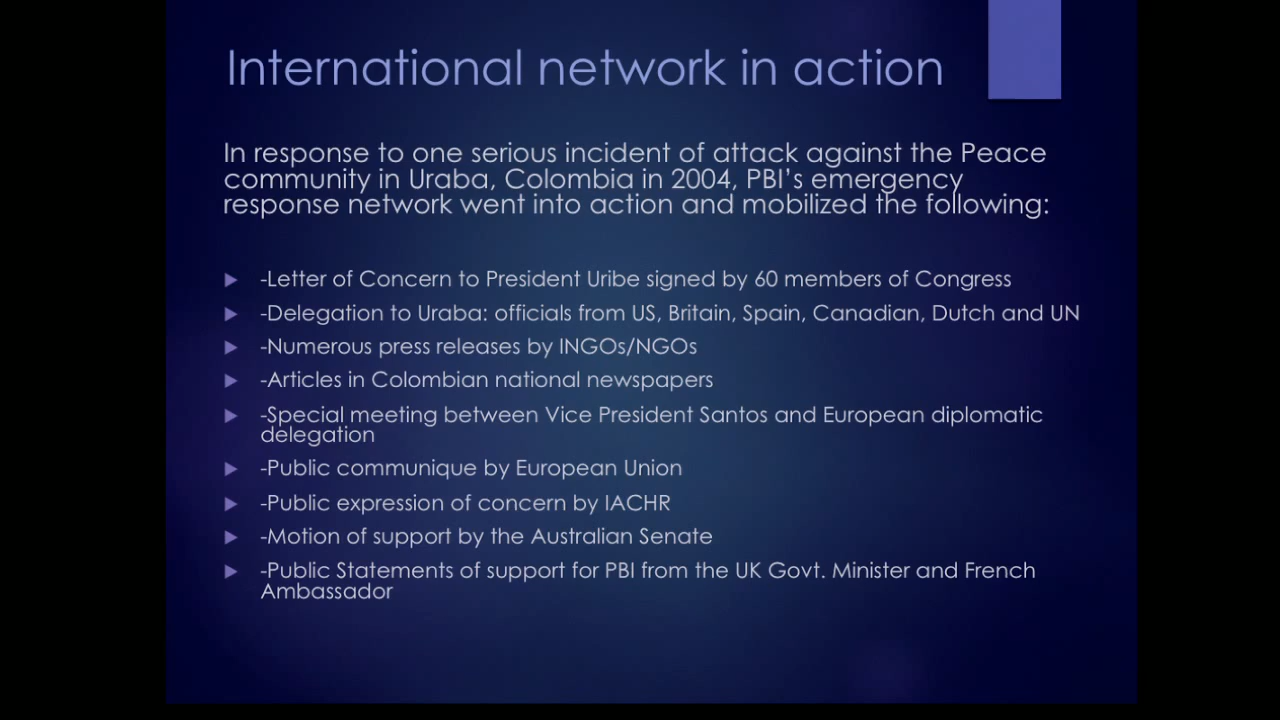 International network in action
In response to one serious incident of attack against the Peace
community in Uraba, Colombia in 2004, PBI's emergency
response network went into action and mobilized the following:
-Letter of Concern to President Uribe signed by 60 members of Congress
-Delegation to Uraba: officials from US, Britain, Spain, Canadian, Dutch and UN
-Numerous press releases by INGOs/NGOs
-Articles in Colombian national newspapers
-Special meeting between Vice President Santos and European diplomatic
delegation
-Public communique by European Union
-Public expression of concern by IACHR
-Motion of support by the Australian Senate
-Public Statements of support for PBI from the UK Govt. Minister and French
Ambassador